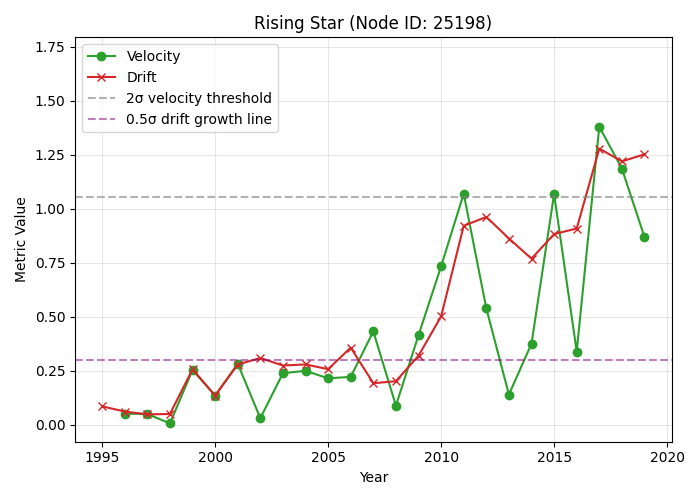 Rising Star (Node ID: 25198)
Velocity
Drift
2σ velocity threshold
0.5σ drift growth line
Metric Value
1.75
1.50
1.25
1.00
0.75
0.50
0.25
0.00
1995 2000 2005 2010 2015 2020
Year